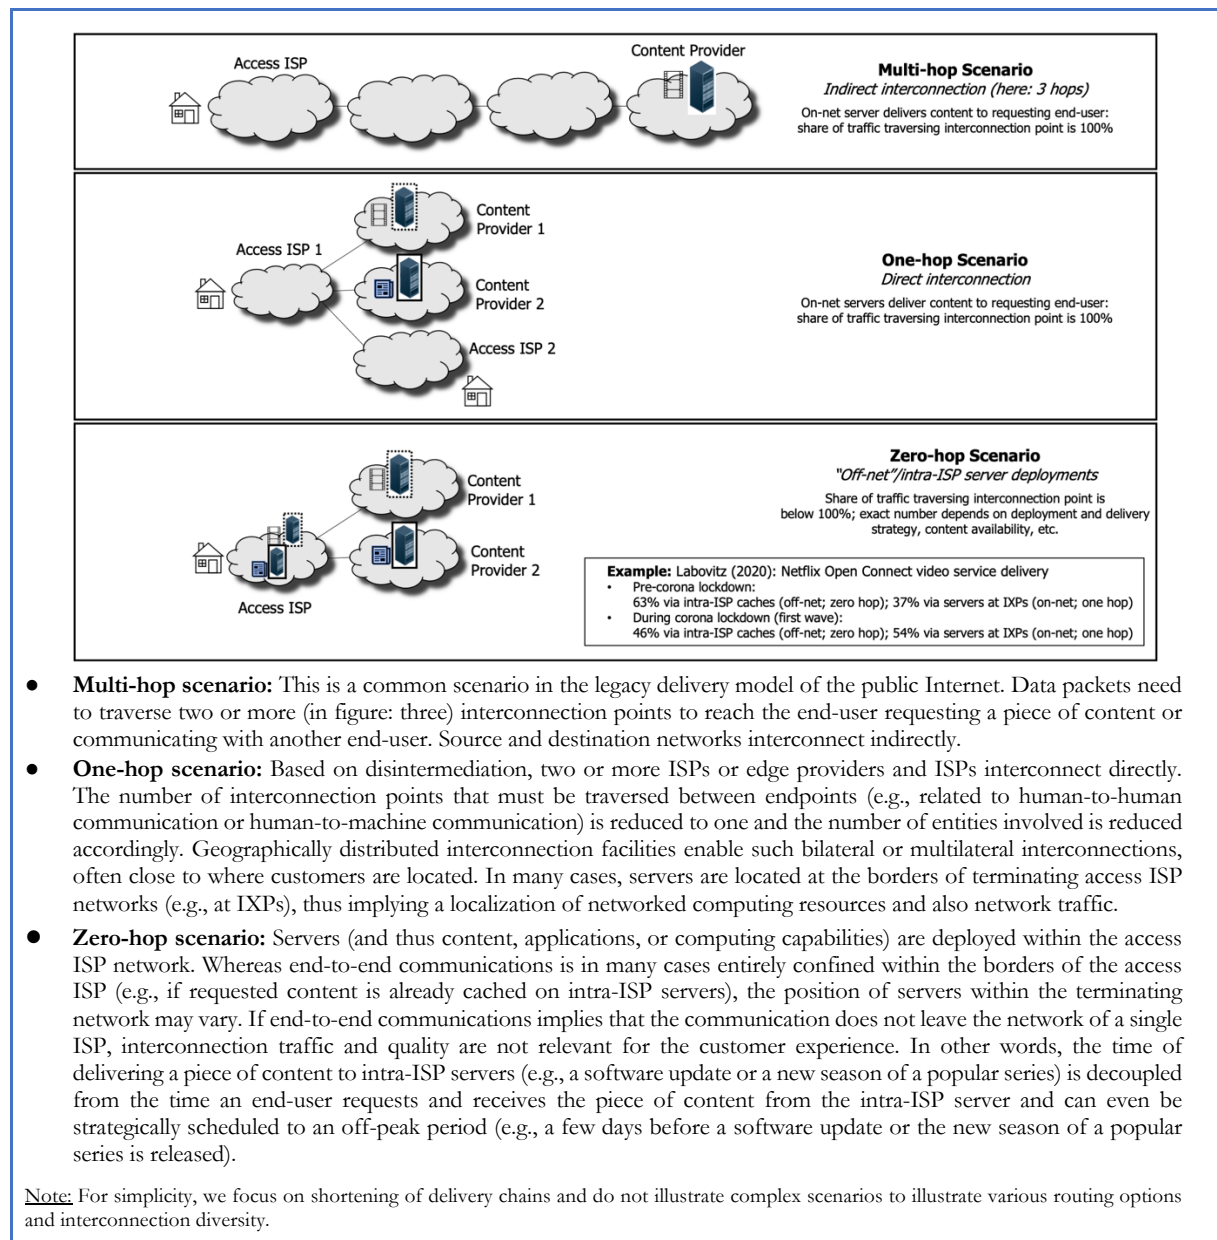 Access ISP
Content Provider
Multi-hop Scenario
Indirect interconnection (here: 3 hops)
On-net server delivers content to requesting end-user:
share of traffic traversing interconnection point is 100%
Content
Provider 1
Access ISP 1
Content
Provider 2
Access ISP 2
One-hop Scenario
Direct interconnection
On-net servers deliver content to requesting end-user:
share of traffic traversing interconnection point is 100%
Content
Provider 1
Content
Provider 2
Access ISP
Zero-hop Scenario
"Off-net"/intra-ISP server deployments
Share of traffic traversing interconnection point is
below 100%; exact number depends on deployment and delivery
strategy, content availability, etc.
Example: Labovitz (2020): Netflix Open Connect video service delivery
• Pre-corona lockdown:
63% via intra-ISP caches (off-net; zero hop); 37% via servers at IXPs (on-net; one hop)
• During corona lockdown (first wave):
46% via intra-ISP caches (off-net; zero hop); 54% via servers at IXPs (on-net; one hop)
● Multi-hop scenario: This is a common scenario in the legacy delivery model of the public Internet. Data packets need
to traverse two or more (in figure: three) interconnection points to reach the end-user requesting a piece of content or
communicating with another end-user. Source and destination networks interconnect indirectly.
● One-hop scenario: Based on disintermediation, two or more ISPs or edge providers and ISPs interconnect directly.
The number of interconnection points that must be traversed between endpoints (e.g., related to human-to-human
communication or human-to-machine communication) is reduced to one and the number of entities involved is reduced
accordingly. Geographically distributed interconnection facilities enable such bilateral or multilateral interconnections,
often close to where customers are located. In many cases, servers are located at the borders of terminating access ISP
networks (e.g., at IXPs), thus implying a localization of networked computing resources and also network traffic.
● Zero-hop scenario: Servers (and thus content, applications, or computing capabilities) are deployed within the access
ISP network. Whereas end-to-end communications is in many cases entirely confined within the borders of the access
ISP (e.g., if requested content is already cached on intra-ISP servers), the position of servers within the terminating
network may vary. If end-to-end communications implies that the communication does not leave the network of a single
ISP, interconnection traffic and quality are not relevant for the customer experience. In other words, the time of
delivering a piece of content to intra-ISP servers (e.g., a software update or a new season of a popular series) is decoupled
from the time an end-user requests and receives the piece of content from the intra-ISP server and can even be
strategically scheduled to an off-peak period (e.g., a few days before a software update or the new season of a popular
series is released).
Note: For simplicity, we focus on shortening of delivery chains and do not illustrate complex scenarios to illustrate various routing options
and interconnection diversity.